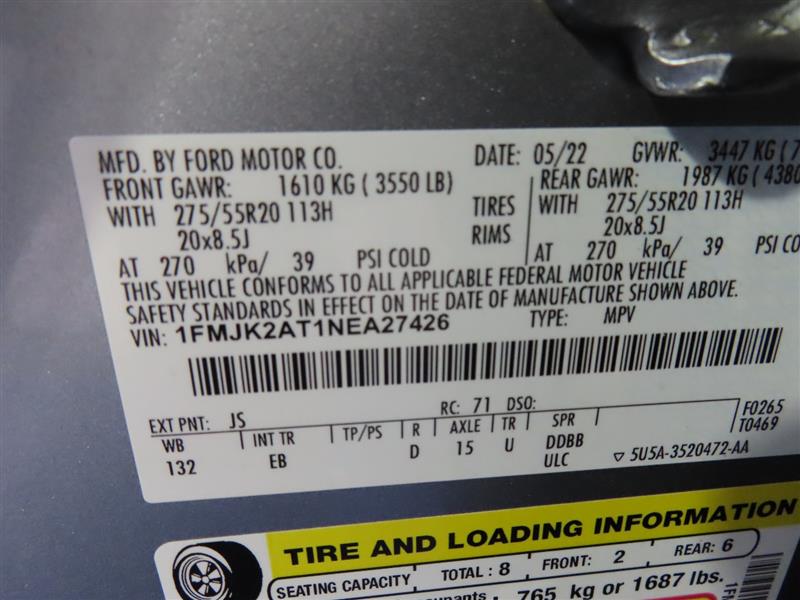 MFD. BY FORD MOTOR CO. DATE: 05/22 GVWR: 3447 KG (7
FRONT GAWR: 1610 KG ( 3550 LB) REAR GAWR: 1987 KG ( 4380
WITH 275/55R20 113H TIRES WITH 275/55R20 113H
20x8.5J RIMS 20x8.5J
AT 270 kPa/ 39 PSI COLD AT 270 kPa/ 39 PSI CO
THIS VEHICLE CONFORMS TO ALL APPLICABLE FEDERAL MOTOR VEHICLE
SAFETY STANDARDS IN EFFECT ON THE DATE OF MANUFACTURE SHOWN ABOVE.
VIN: 1FMJK2AT1NEA27426 TYPE: MPV
EXT PNT: JS RC: 71 DSO: F0265
WB INT TR TP/PS R AXLE TR SPR T0469
132 EB D 15 U DDBB
ULC ▽ 5U5A-3520472-AA
TIRE AND LOADING INFORMATION
SEATING CAPACITY TOTAL : 8 FRONT: 2 REAR: 6
765 kg or 1687 lbs.